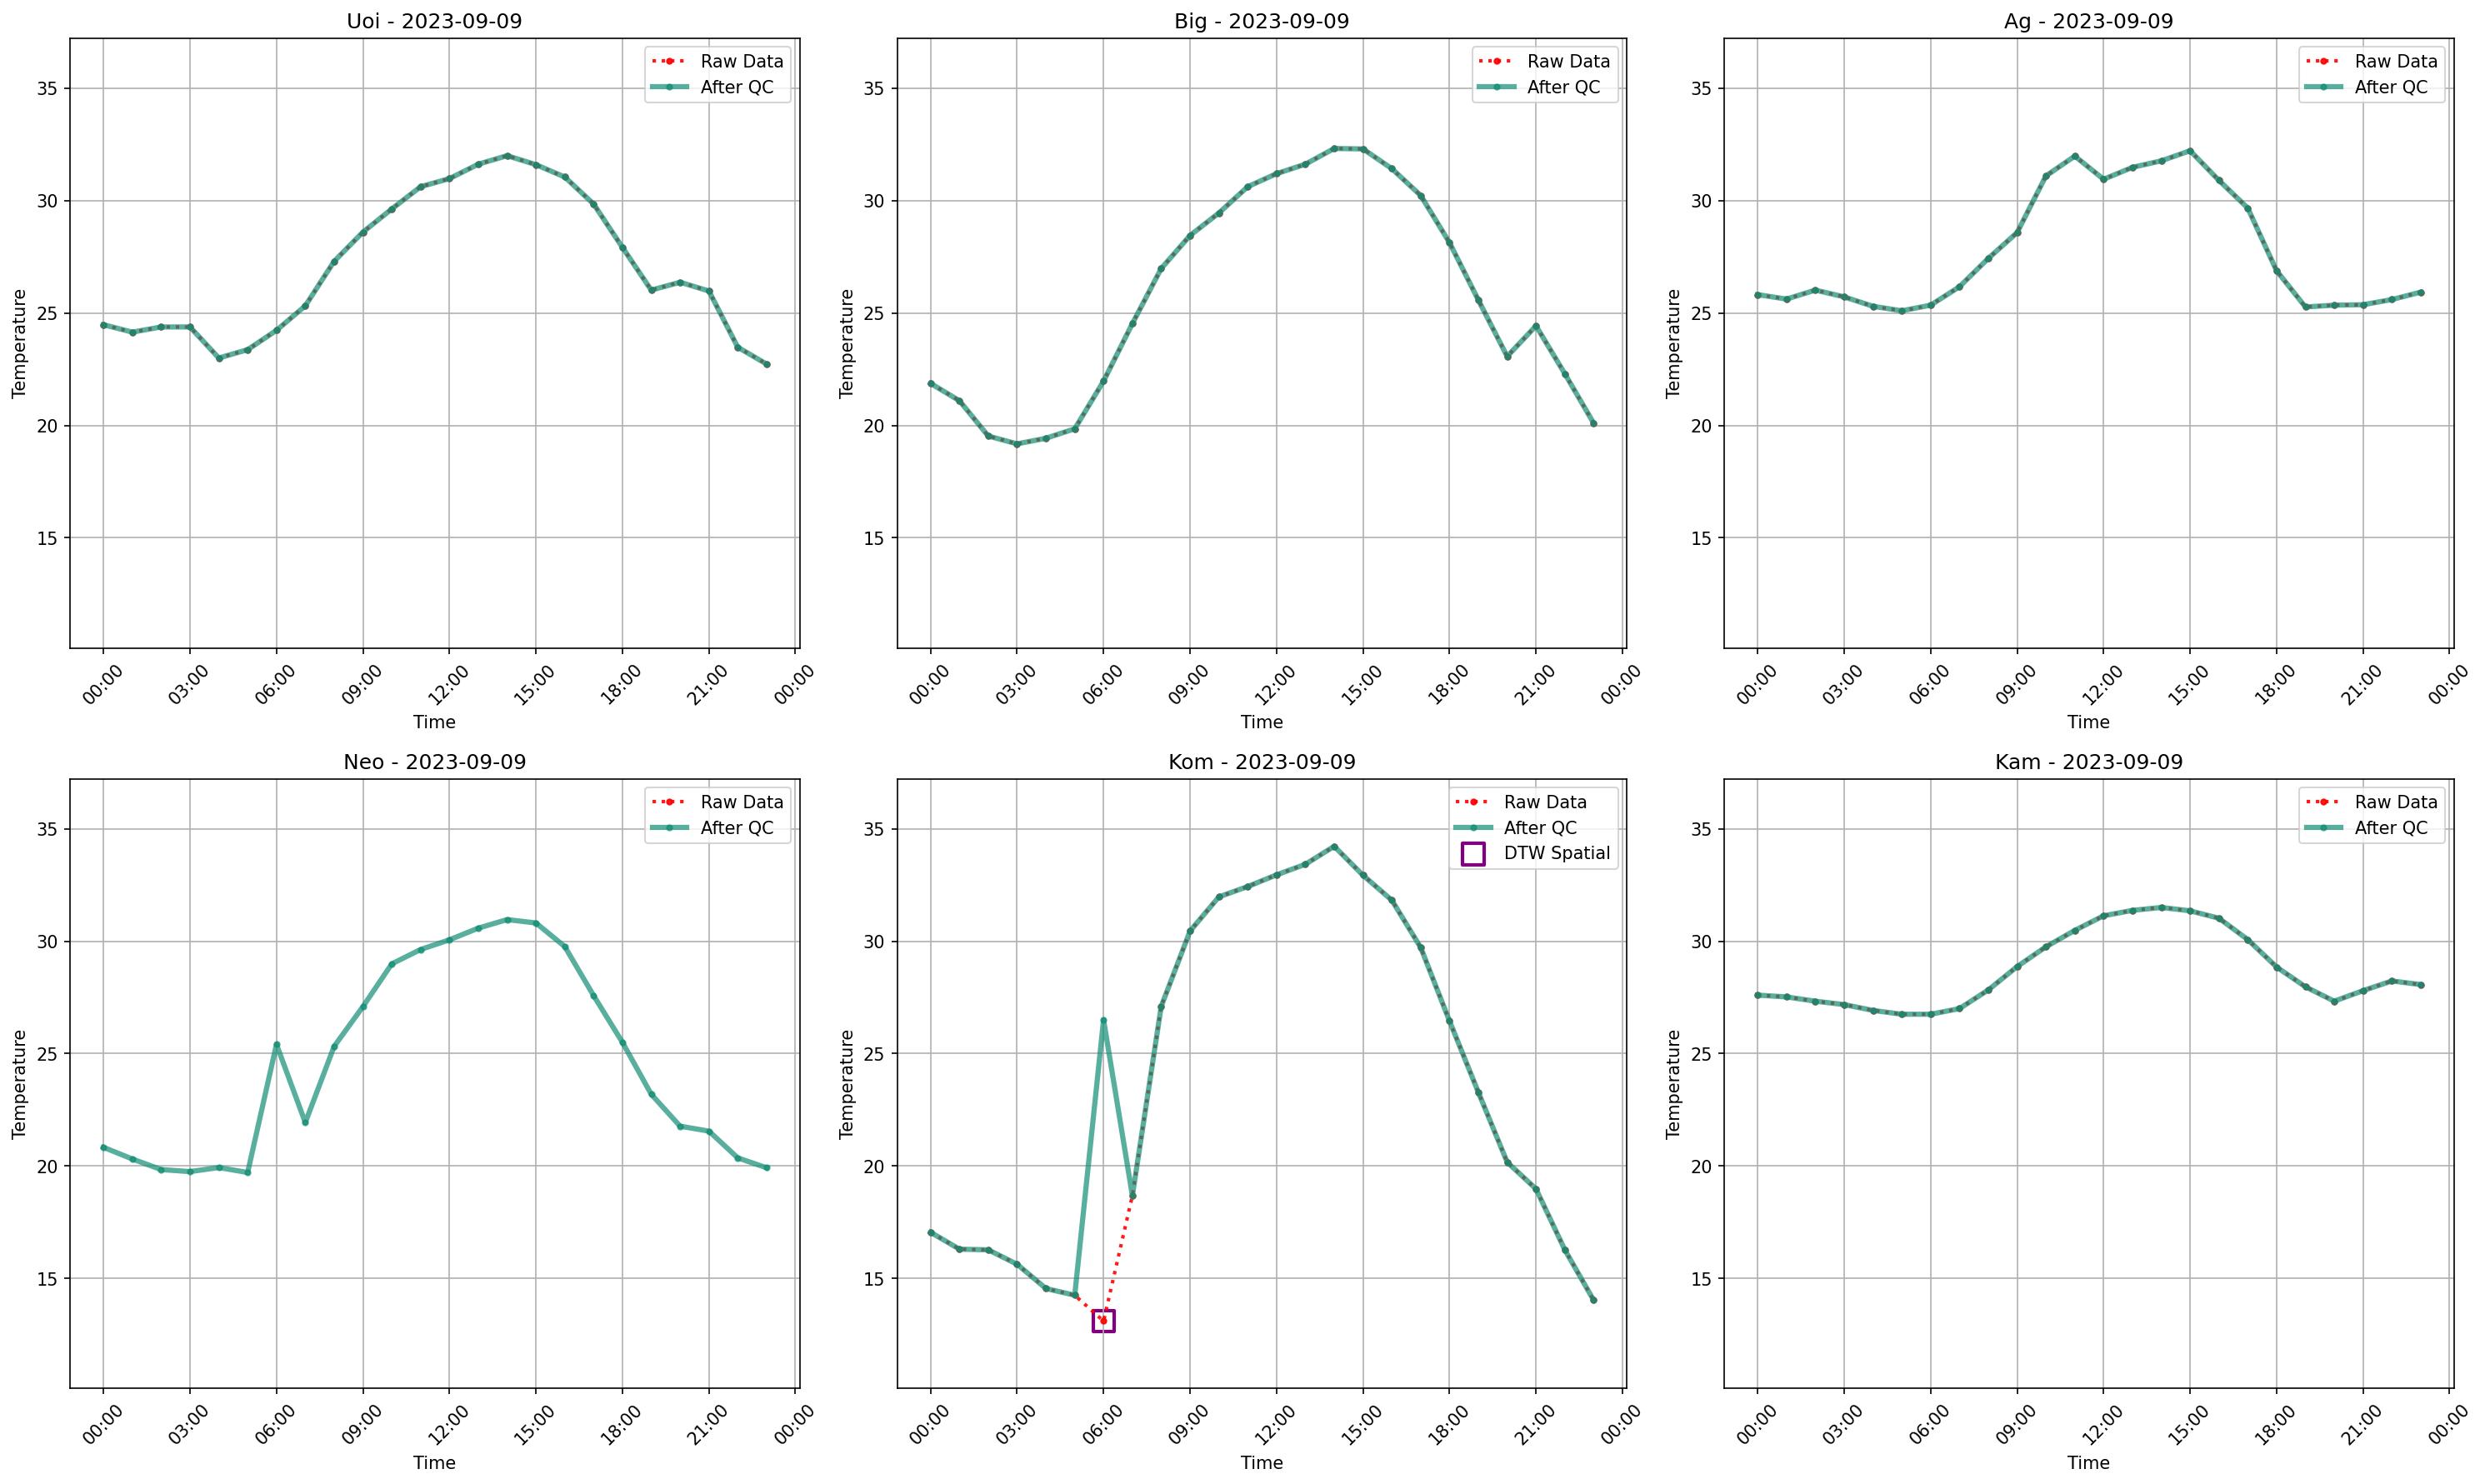 Uoi - 2023-09-09
Raw Data
After QC
35
30
25
20
15
Temperature
00:00
03:00
06:00
09:00
12:00
15:00
18:00
21:00
00:00
Time
Big - 2023-09-09
Raw Data
After QC
35
30
25
20
15
Temperature
00:00
03:00
06:00
09:00
12:00
15:00
18:00
21:00
00:00
Time
Ag - 2023-09-09
Raw Data
After QC
35
30
25
20
15
Temperature
00:00
03:00
06:00
09:00
12:00
15:00
18:00
21:00
00:00
Time
Neo - 2023-09-09
Raw Data
After QC
35
30
25
20
15
Temperature
00:00
03:00
06:00
09:00
12:00
15:00
18:00
21:00
00:00
Time
Kom - 2023-09-09
Raw Data
After QC
DTW Spatial
35
30
25
20
15
Temperature
00:00
03:00
06:00
09:00
12:00
15:00
18:00
21:00
00:00
Time
Kam - 2023-09-09
Raw Data
After QC
35
30
25
20
15
Temperature
00:00
03:00
06:00
09:00
12:00
15:00
18:00
21:00
00:00
Time